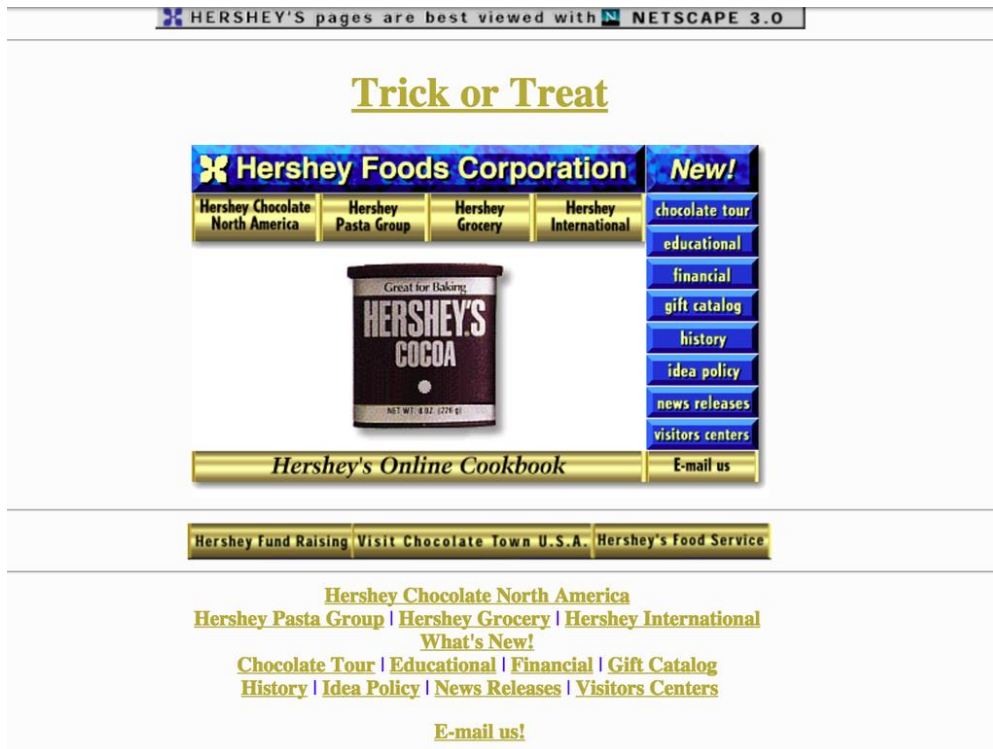 HERSHEY'S pages are best viewed with N NETSCAPE 3.0
Trick or Treat
Hershey Foods Corporation New!
Hershey Chocolate North America
Hershey Pasta Group
Hershey Grocery
Hershey International
chocolate tour
educational
financial
gift catalog
history
idea policy
news releases
visitors centers
Great for Baking
HERSHEY'S
COCOA
NET WT. 8 OZ. (226 g)
Hershey's Online Cookbook
E-mail us
Hershey Fund Raising Visit Chocolate Town U.S.A. Hershey's Food Service
Hershey Chocolate North America
Hershey Pasta Group | Hershey Grocery | Hershey International
What's New!
Chocolate Tour | Educational | Financial | Gift Catalog
History | Idea Policy | News Releases | Visitors Centers
E-mail us!